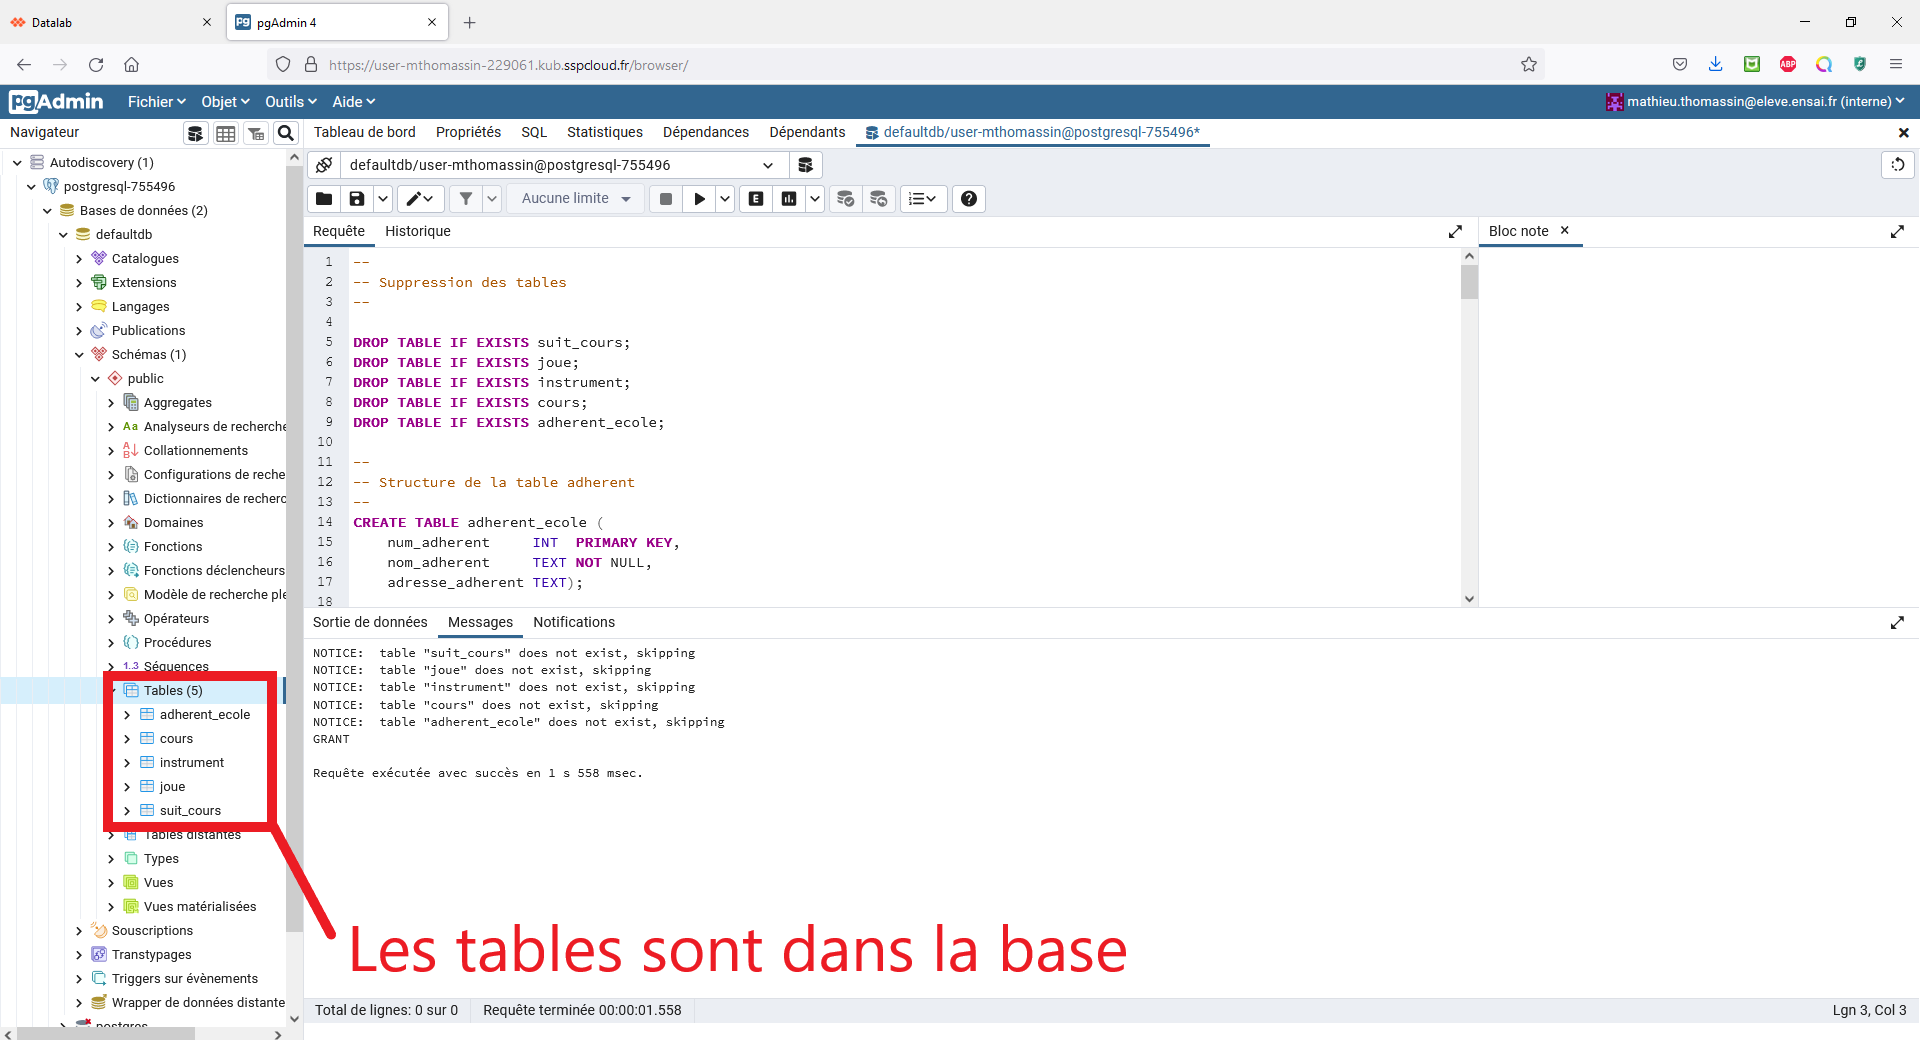 Datalab
pgAdmin 4
https://user-mthomassin-229061.kub.sspcloud.fr/browser/
ABP
pgAdmin
Fichier
Objet
Outils
Aide
mathieu.thomassin@eleve.ensai.fr (interne)
Navigateur
Tableau de bord
Propriétés
SQL
Statistiques
Dépendances
Dépendants
defaultdb/user-mthomassin@postgresql-755496*
Autodiscovery (1)
postgresql-755496
Bases de données (2)
defaultdb
Catalogues
Extensions
Langages
Publications
Schémas (1)
public
Aggregates
Analyseurs de recherche
Collationnements
Configurations de reche
Dictionnaires de recherc
Domaines
Fonctions
Fonctions déclencheurs
Modèle de recherche ple
Opérateurs
Procédures
1..3 Séquences
Tables (5)
adherent_ecole
cours
instrument
joue
suit_cours
Tables distantes
Types
Vues
Vues matérialisées
Souscriptions
Transtypages
Triggers sur évènements
Wrapper de données distante
postgres
defaultdb/user-mthomassin@postgresql-755496
Aucune limite
Requête
Historique
Bloc note
1 --
2 -- Suppression des tables
3 --
4
5 DROP TABLE IF EXISTS suit_cours;
6 DROP TABLE IF EXISTS joue;
7 DROP TABLE IF EXISTS instrument;
8 DROP TABLE IF EXISTS cours;
9 DROP TABLE IF EXISTS adherent_ecole;
10
11 --
12 -- Structure de la table adherent
13 --
14 CREATE TABLE adherent_ecole (
15 num_adherent INT PRIMARY KEY,
16 nom_adherent TEXT NOT NULL,
17 adresse_adherent TEXT);
18
Sortie de données
Messages
Notifications
NOTICE: table "suit_cours" does not exist, skipping
NOTICE: table "joue" does not exist, skipping
NOTICE: table "instrument" does not exist, skipping
NOTICE: table "cours" does not exist, skipping
NOTICE: table "adherent_ecole" does not exist, skipping
GRANT
Requête exécutée avec succès en 1 s 558 msec.
Les tables sont dans la base
Total de lignes: 0 sur 0
Requête terminée 00:00:01.558
Lgn 3, Col 3